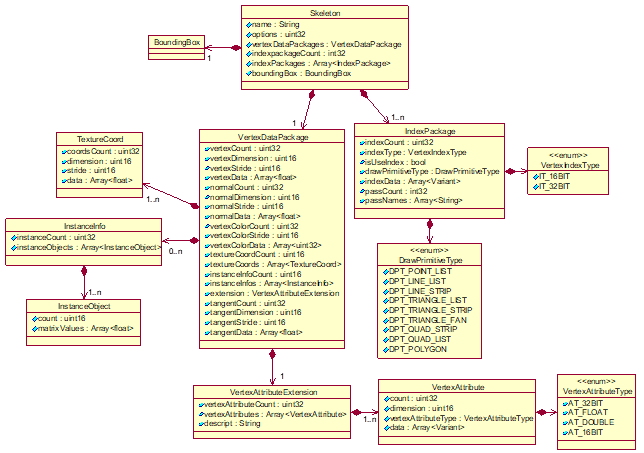 Skeleton
name : String
options : uint32
vertexDataPackages : VertexDataPackage
indexpackageCount : int32
indexPackages : Array<IndexPackage>
boundingBox : BoundingBox
BoundingBox
1
1
1..n
TextureCoord
coordsCount : uint32
dimension : uint16
stride : uint16
data : Array<float>
1..n
VertexDataPackage
vertexCount : uint32
vertexDimension : uint16
vertexStride : uint16
vertexData : Array<float>
normalCount : uint32
normalDimension : uint16
normalStride : uint16
normalData : Array<float>
vertexColorCount : uint32
vertexColorStride : uint16
vertexColorData : Array<uint32>
textureCoordCount : uint16
textureCoords : Array<TextureCoord>
instanceInfoCount : uint16
instanceInfos : Array<InstanceInfo>
extension : VertexAttributeExtension
tangentCount : uint32
tangentDimension : uint16
tangentStride : uint16
tangentData : Array<float>
IndexPackage
indexCount : uint32
indexType : VertexIndexType
isUseIndex : bool
drawPrimitiveType : DrawPrimitiveType
indexData : Array<Variant>
passCount : int32
passNames : Array<String>
<<enum>>
VertexIndexType
IT_16BIT
IT_32BIT
InstanceInfo
instanceCount : uint32
instanceObjects : Array<InstanceObject>
0..n
1..n
InstanceObject
count : uint16
matrixValues : Array<float>
<<enum>>
DrawPrimitiveType
DPT_POINT_LIST
DPT_LINE_LIST
DPT_LINE_STRIP
DPT_TRIANGLE_LIST
DPT_TRIANGLE_STRIP
DPT_TRIANGLE_FAN
DPT_QUAD_STRIP
DPT_QUAD_LIST
DPT_POLYGON
1
VertexAttributeExtension
vertexAttributeCount : uint32
vertexAttributes : Array<VertexAttribute>
descript : String
1..n
VertexAttribute
count : uint32
dimension : uint16
vertexAttributeType : VertexAttributeType
data : Array<Variant>
<<enum>>
VertexAttributeType
AT_32BIT
AT_FLOAT
AT_DOUBLE
AT_16BIT